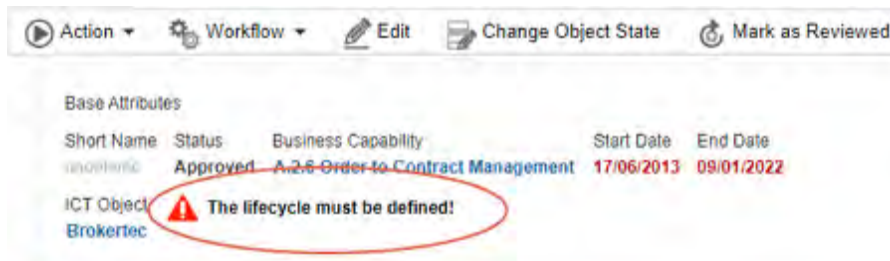 Action Workflow Edit Change Object State Mark as Reviewed
Base Attributes
Short Name Status Business Capability Start Date End Date
Approved A.2.6 Order to Contract Management 17/06/2013 09/01/2022
ICT Object The lifecycle must be defined!
Brokertec